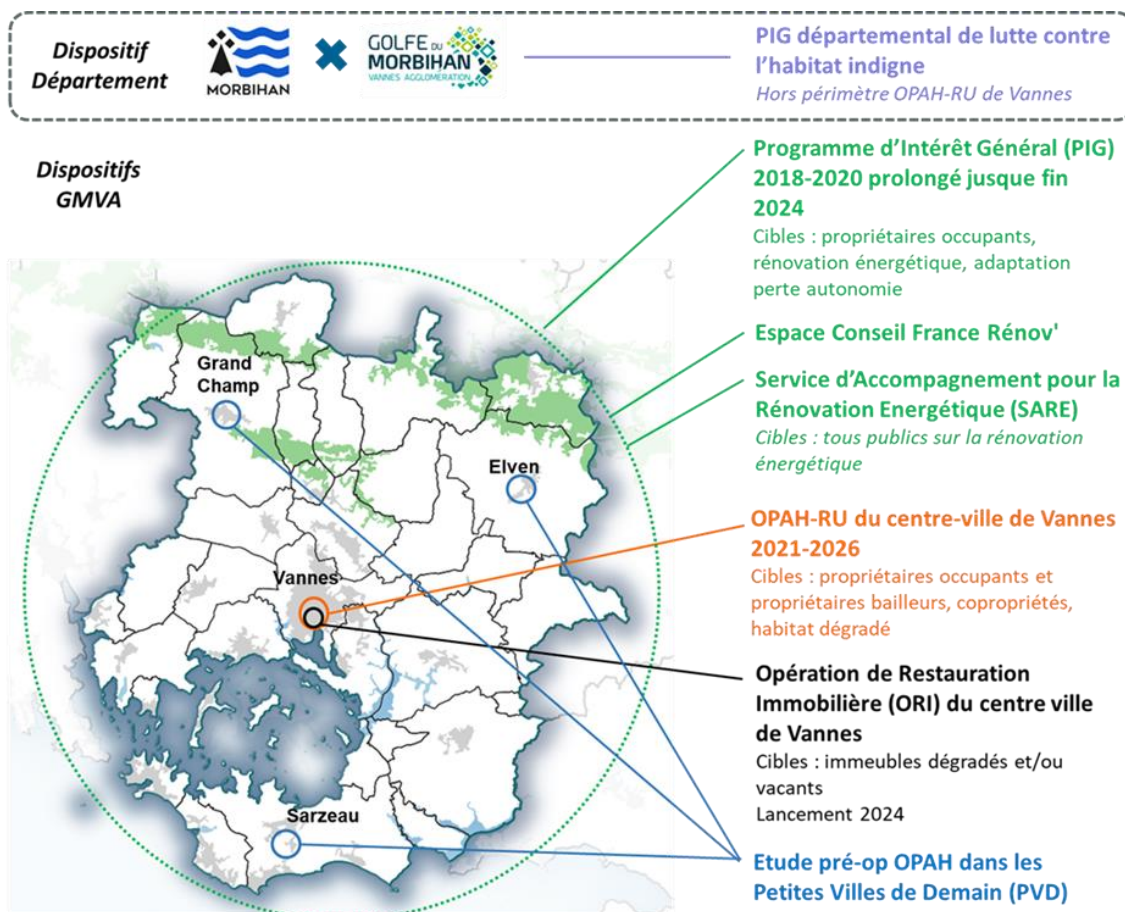 Dispositif
Département
MORBIHAN
GOLFE DU
MORBIHAN
VANNES AGGLOMÉRATION
PIG départemental de lutte contre
l'habitat indigne
Hors périmètre OPAH-RU de Vannes
Dispositifs
GMVA
Programme d'Intérêt Général (PIG)
2018-2020 prolongé jusque fin
2024
Cibles : propriétaires occupants,
rénovation énergétique, adaptation
perte autonomie
Espace Conseil France Rénov'
Service d'Accompagnement pour la
Rénovation Energétique (SARE)
Cibles : tous publics sur la rénovation
énergétique
OPAH-RU du centre-ville de Vannes
2021-2026
Cibles : propriétaires occupants et
propriétaires bailleurs, copropriétés,
habitat dégradé
Opération de Restauration
Immobilière (ORI) du centre ville
de Vannes
Cibles : immeubles dégradés et/ou
vacants
Lancement 2024
Etude pré-op OPAH dans les
Petites Villes de Demain (PVD)
Grand
Champ
Elven
Vannes
Sarzeau